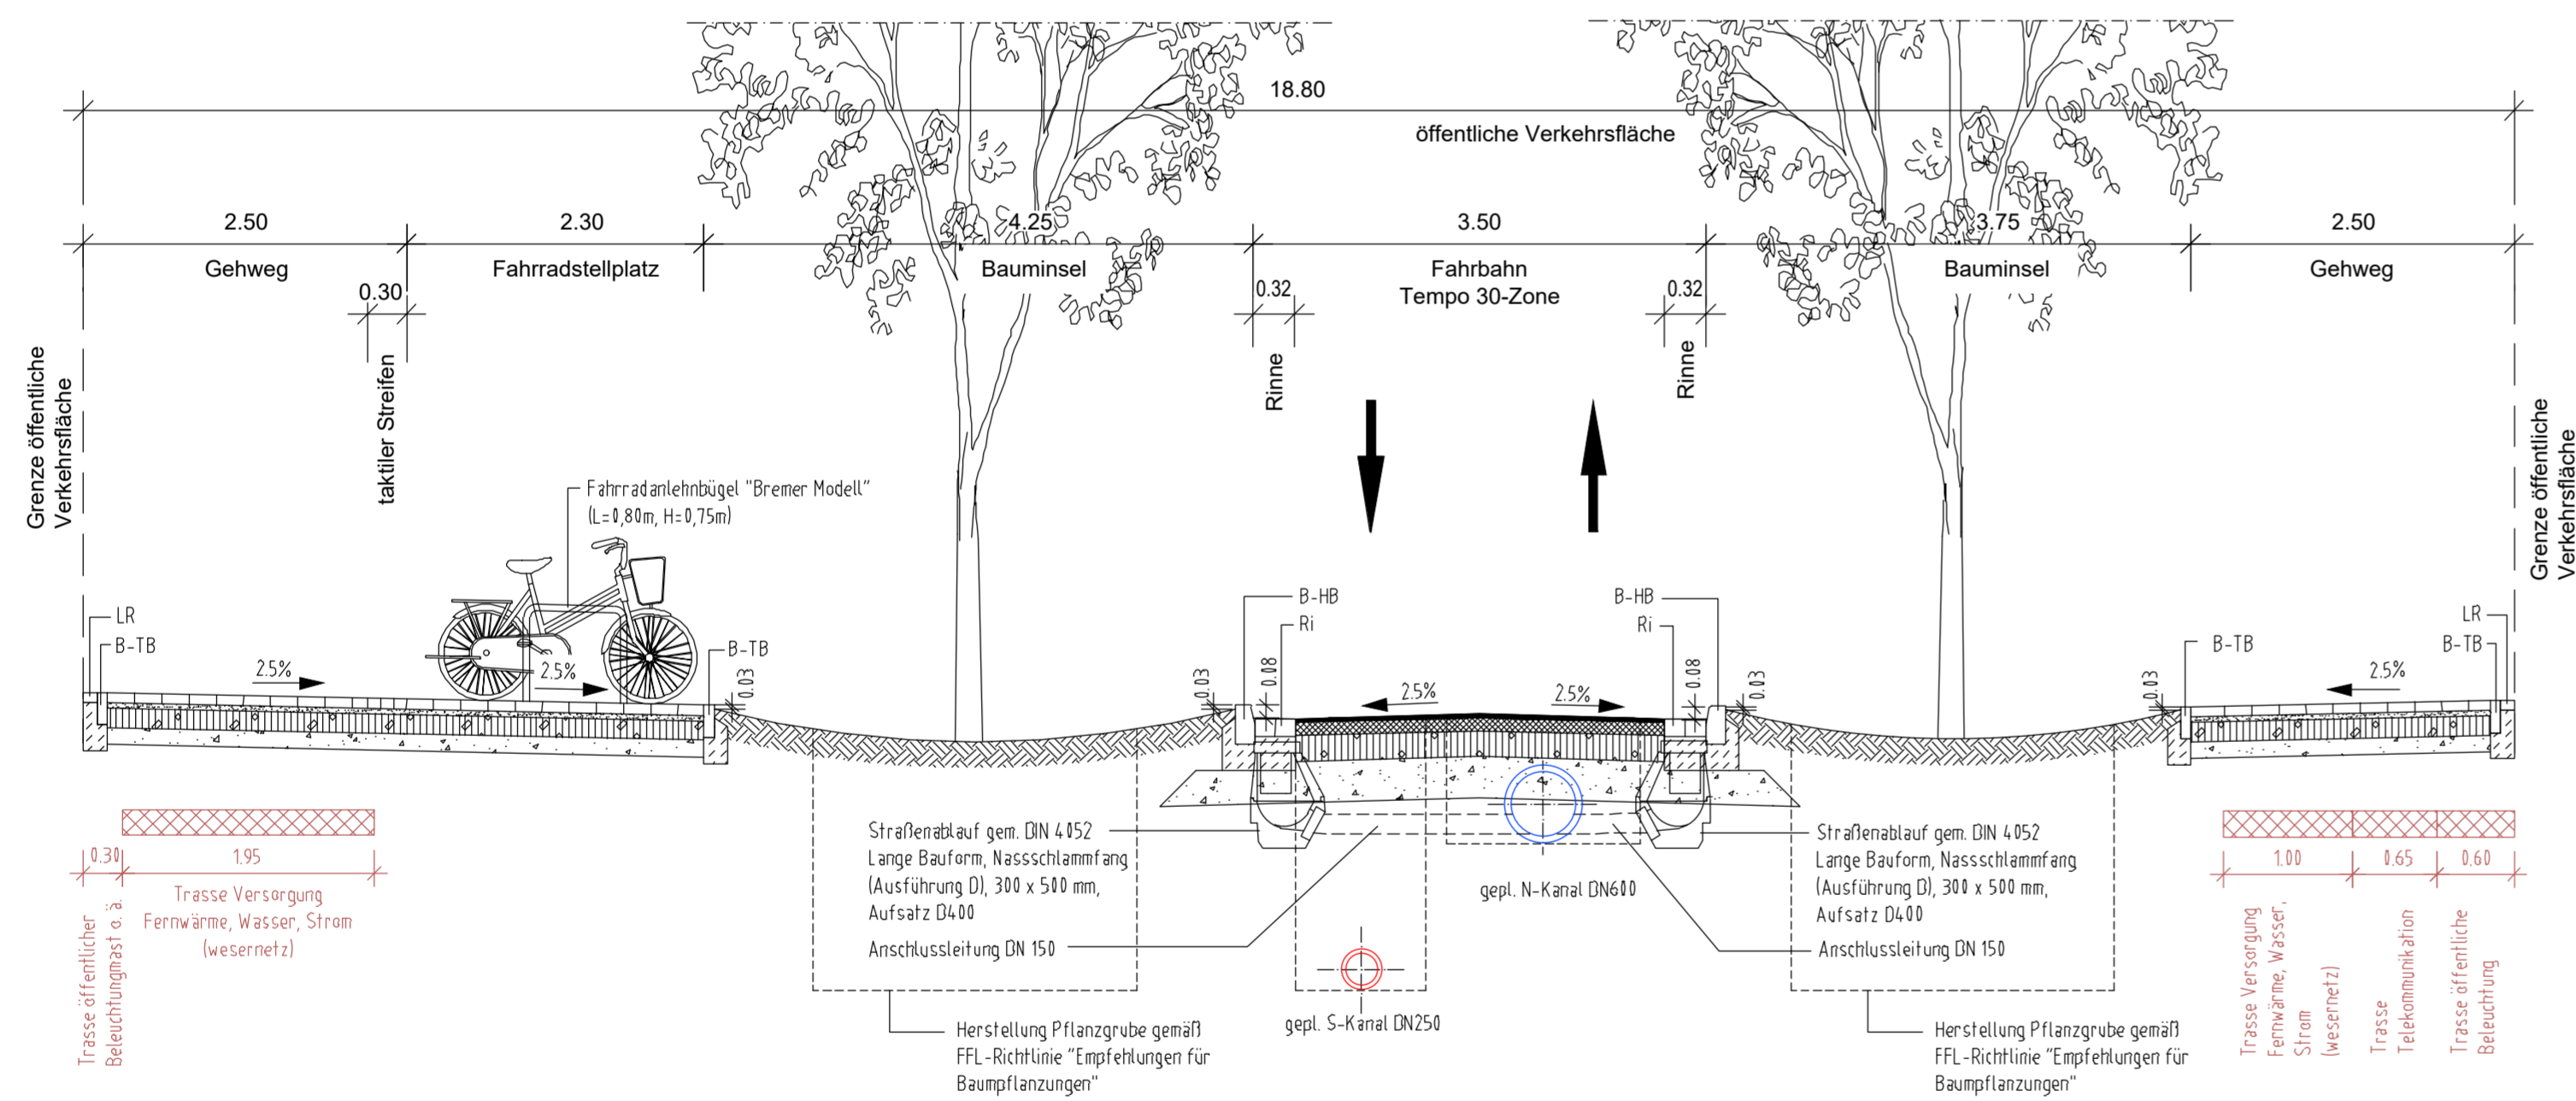 18.80
öffentliche Verkehrsfläche
2.50
2.30
4.25
3.50
3.75
2.50
Gehweg
Fahrradstellplatz
Bauminsel
Fahrbahn
Tempo 30-Zone
Bauminsel
Gehweg
0.30
0.32
0.32
taktiler Streifen
Rinne
Rinne
Grenze öffentliche
Verkehrsfläche
Grenze öffentliche
Verkehrsfläche
Fahrradanlehnbügel "Bremer Modell"
(L=0,80m, H=0,75m)
LR
B-TB
2.5%
2.5%
B-TB
0.03
0.03
B-HB
Ri
0.08
2.5%
2.5%
B-HB
Ri
0.08
0.03
0.03
B-TB
2.5%
LR
B-TB
0.30
1.95
Trasse Versorgung
Fernwärme, Wasser, Strom
(wesernetz)
Trasse öffentlicher
Beleuchtungmast o. ä.
Straßenablauf gem. DIN 4052
Lange Bauform, Nassschlammfang
(Ausführung D), 300 x 500 mm,
Aufsatz D400
Anschlussleitung DN 150
Herstellung Pflanzgrube gemäß
FFL-Richtlinie "Empfehlungen für
Baumpflanzungen"
gepl. S-Kanal DN250
gepl. N-Kanal DN600
Straßenablauf gem. DIN 4052
Lange Bauform, Nassschlammfang
(Ausführung D), 300 x 500 mm,
Aufsatz D400
Anschlussleitung DN 150
Herstellung Pflanzgrube gemäß
FFL-Richtlinie "Empfehlungen für
Baumpflanzungen"
1.00
0.65
0.60
Trasse Versorgung
Fernwärme, Wasser,
Strom
(wesernetz)
Trasse
Telekommunikation
Trasse öffentliche
Beleuchtung